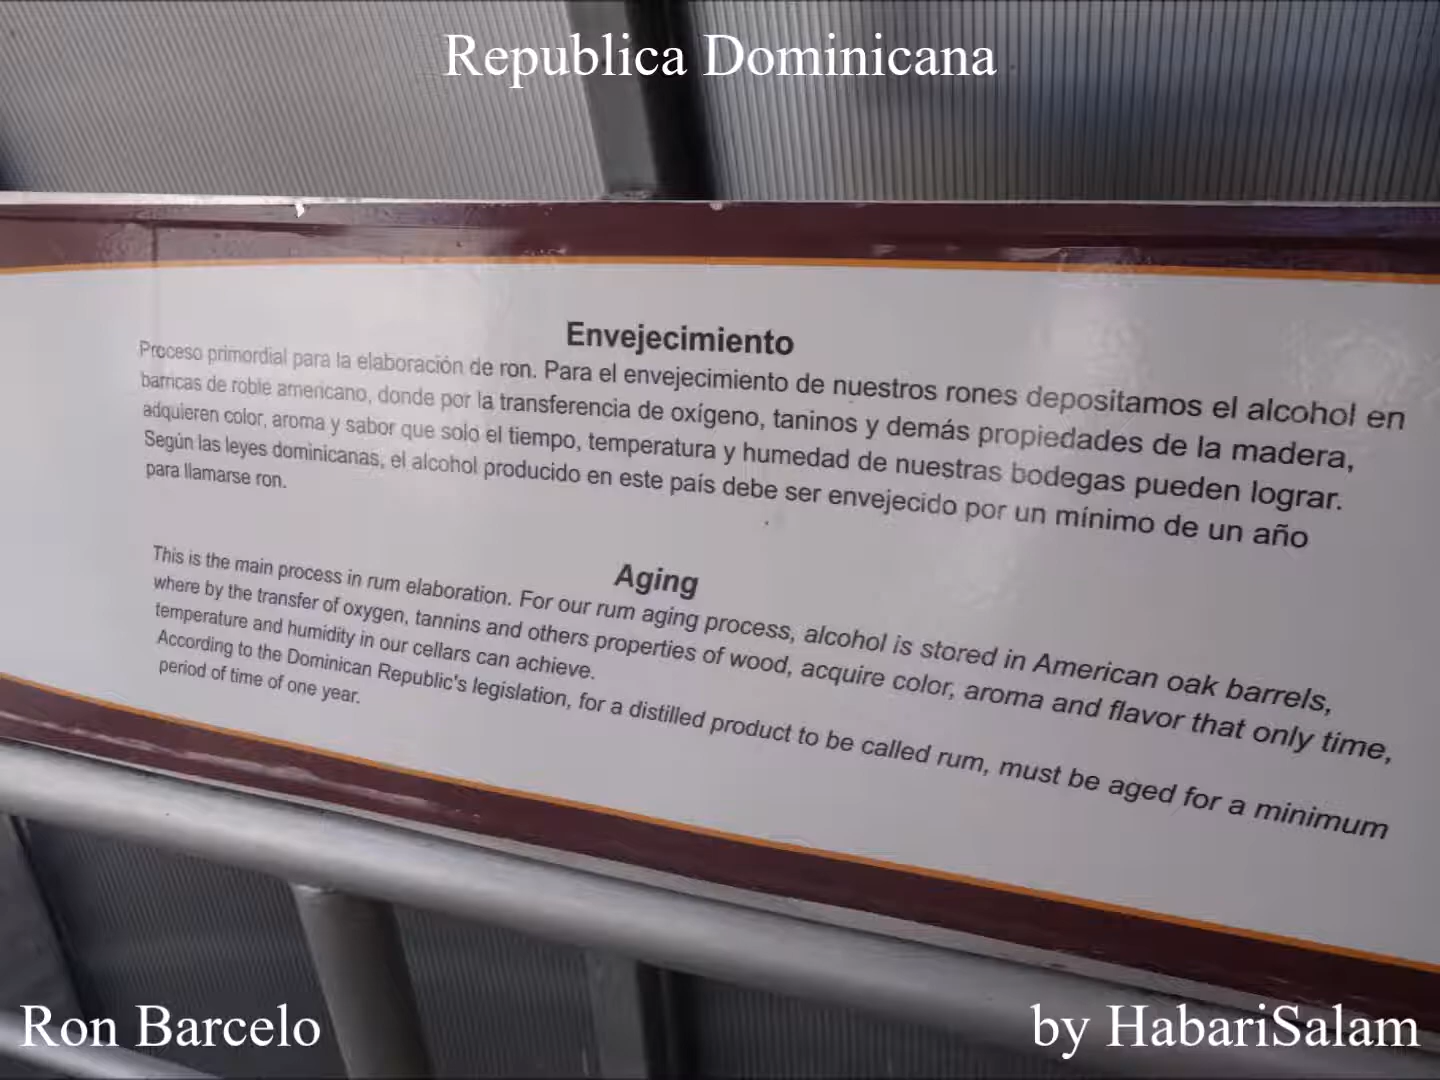 Republica Dominicana
Envejecimiento
Proceso primordial para la elaboración de ron. Para el envejecimiento de nuestros rones depositamos el alcohol en
barricas de roble americano, donde por la transferencia de oxígeno, taninos y demás propiedades de la madera,
adquieren color, aroma y sabor que solo el tiempo, temperatura y humedad de nuestras bodegas pueden lograr.
Según las leyes dominicanas, el alcohol producido en este país debe ser envejecido por un mínimo de un año
para llamarse ron.
Aging
This is the main process in rum elaboration. For our rum aging process, alcohol is stored in American oak barrels,
where by the transfer of oxygen, tannins and others properties of wood, acquire color, aroma and flavor that only time,
temperature and humidity in our cellars can achieve.
According to the Dominican Republic's legislation, for a distilled product to be called rum, must be aged for a minimum
period of time of one year.
Ron Barcelo
by HabariSalam